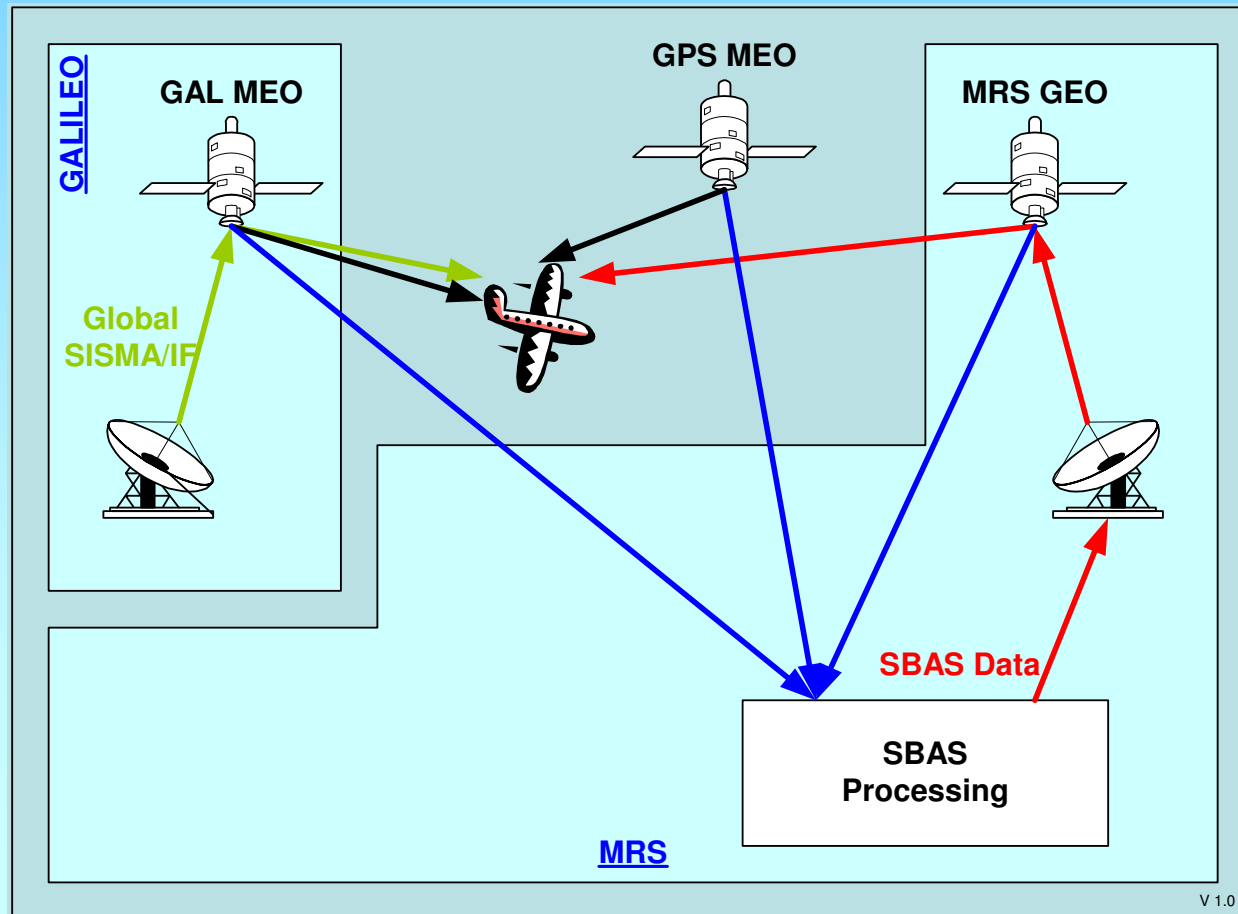 GALILEO
GAL MEO
GPS MEO
MRS GEO
Global
SISMA/IF
SBAS Data
SBAS
Processing
MRS
V 1.0